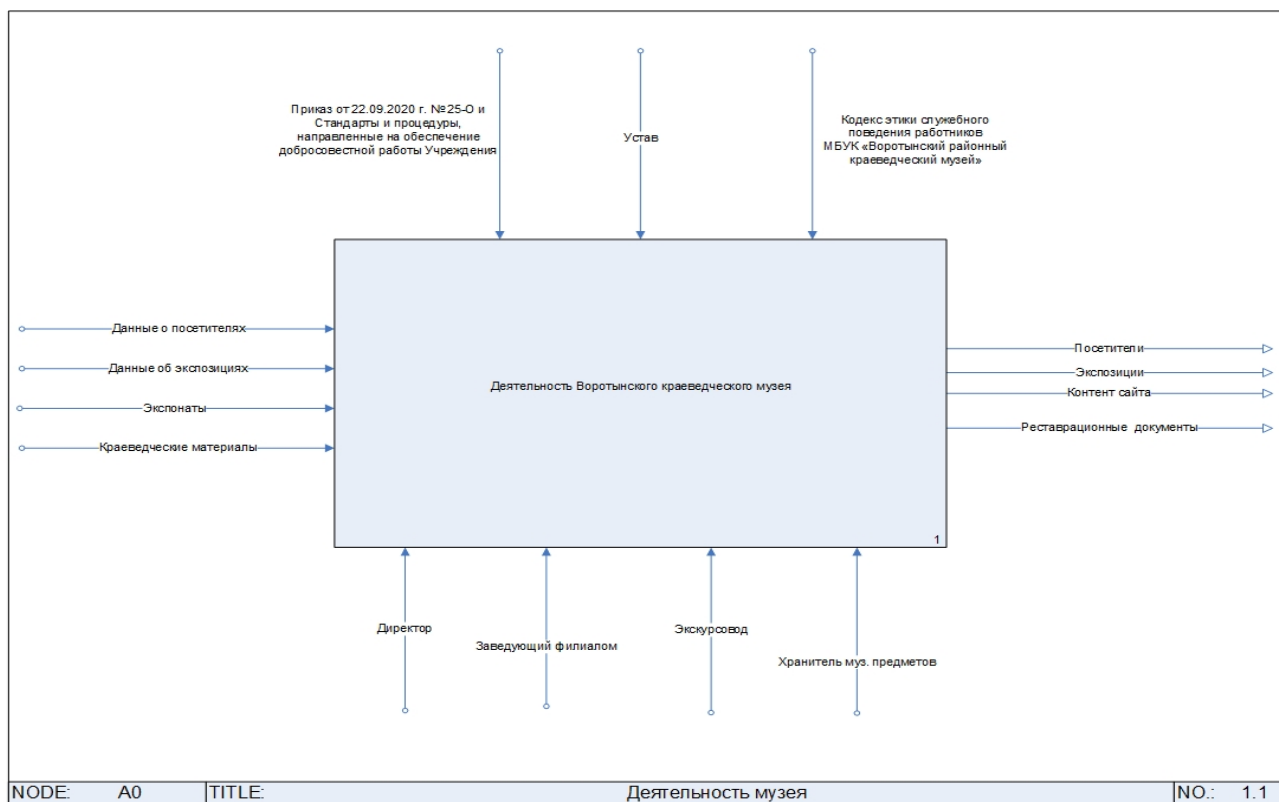 Приказ от 22.09.2020 г. №25-О и
Стандарты и процедуры,
направленные на обеспечение
добросовестной работы Учреждения
Устав
Кодекс этики служебного
поведения работников
МБУК «Воротынский районный
краеведческий музей»
Данные о посетителях
Данные об экспозициях
Экспонаты
Краеведческие материалы
Деятельность Воротынского краеведческого музея
1
Посетители
Экспозиции
Контент сайта
Реставрационные документы
Директор
Заведующий филиалом
Экскурсовод
Хранитель муз. предметов
NODE: A0 TITLE: Деятельность музея NO.: 1.1